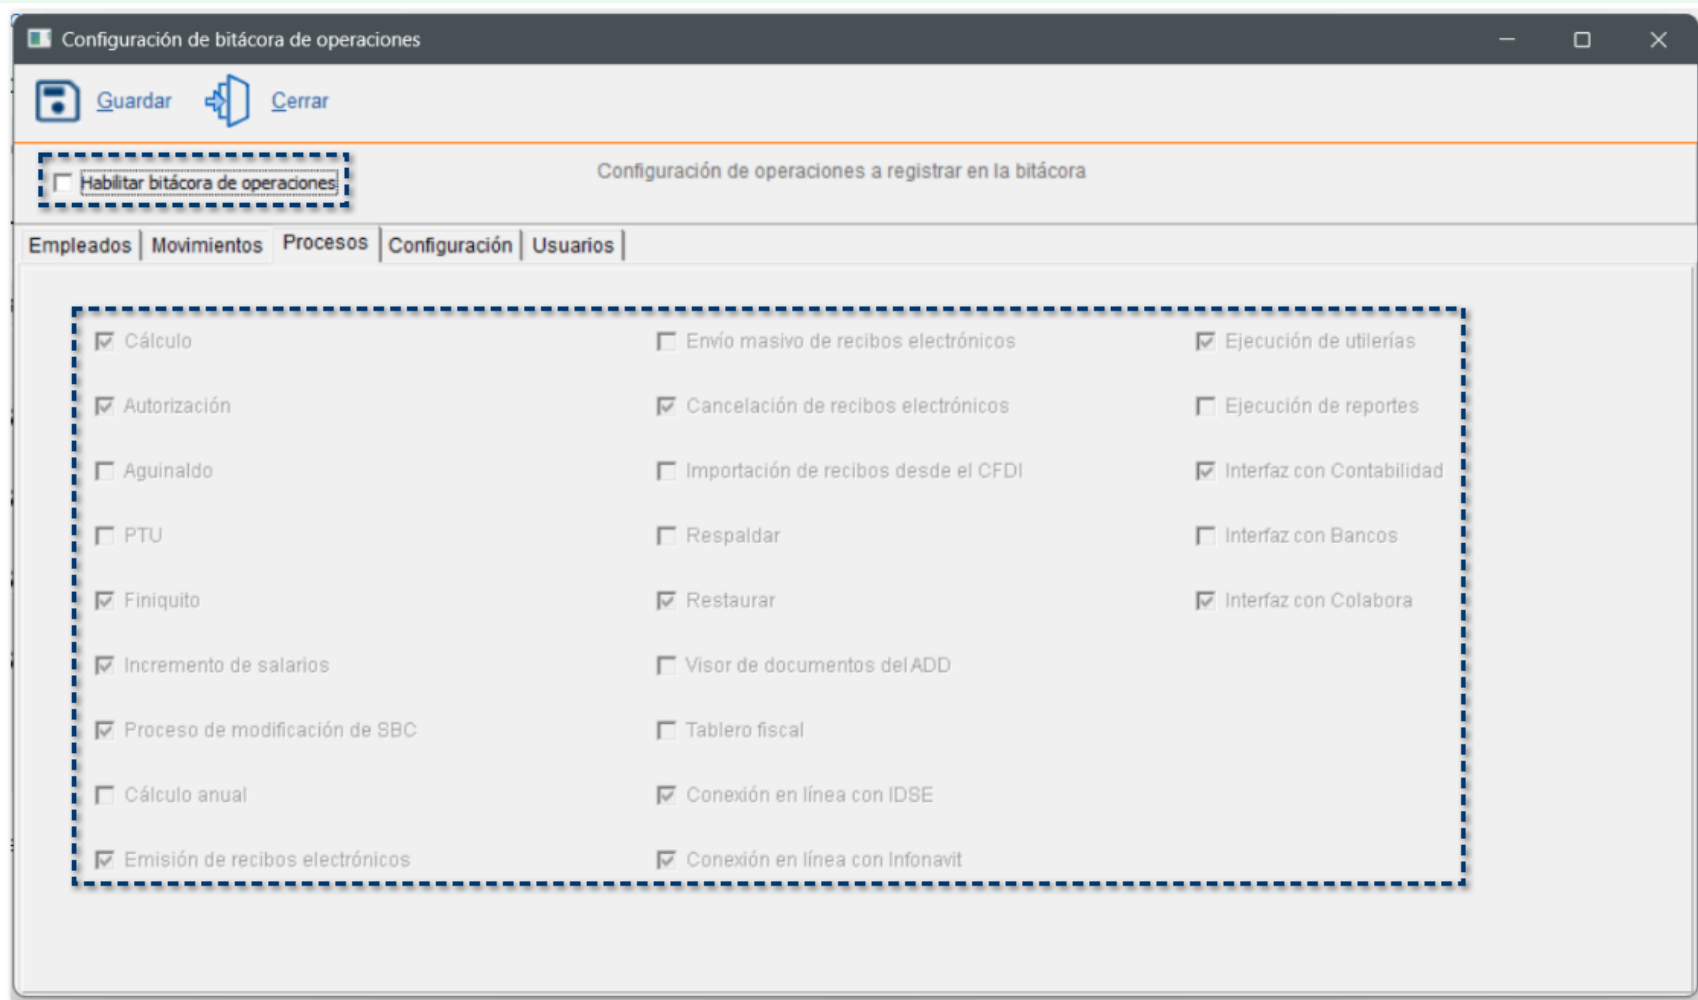 Configuración de bitácora de operaciones
Guardar Cerrar
Habilitar bitácora de operaciones
Configuración de operaciones a registrar en la bitácora
Empleados Movimientos Procesos Configuración Usuarios
Cálculo Envío masivo de recibos electrónicos Ejecución de utilerías
Autorización Cancelación de recibos electrónicos Ejecución de reportes
Aguinaldo Importación de recibos desde el CFDI Interfaz con Contabilidad
PTU Respaldar Interfaz con Bancos
Finiquito Restaurar Interfaz con Colabora
Incremento de salarios Visor de documentos del ADD
Proceso de modificación de SBC Tablero fiscal
Cálculo anual Conexión en línea con IDSE
Emisión de recibos electrónicos Conexión en línea con Infonavit